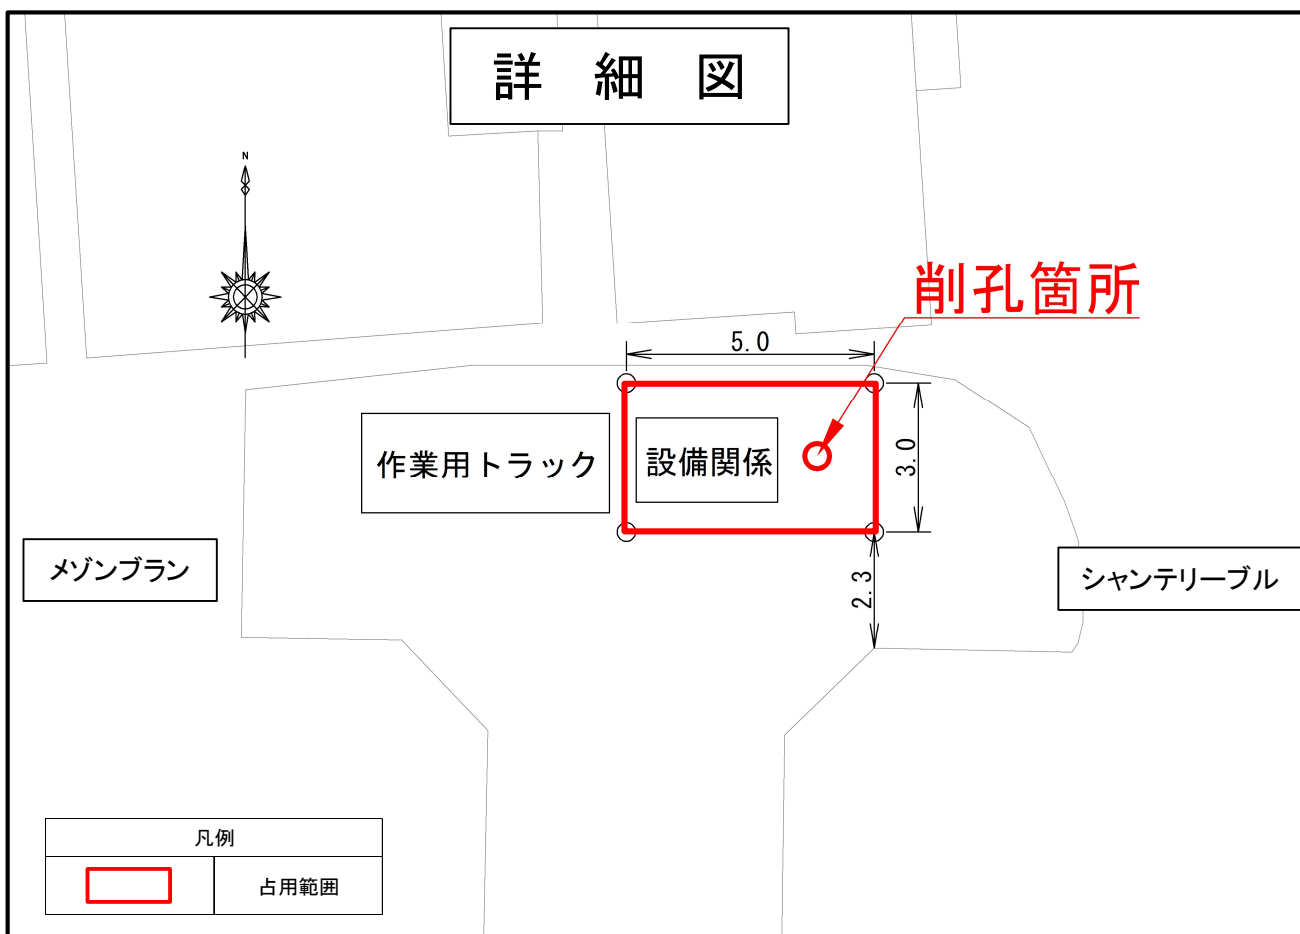 詳細図
N
削孔箇所
5.0
作業用トラック
設備関係
3.0
メゾンブラン
2.3
シャンテリーブル
凡例
占用範囲